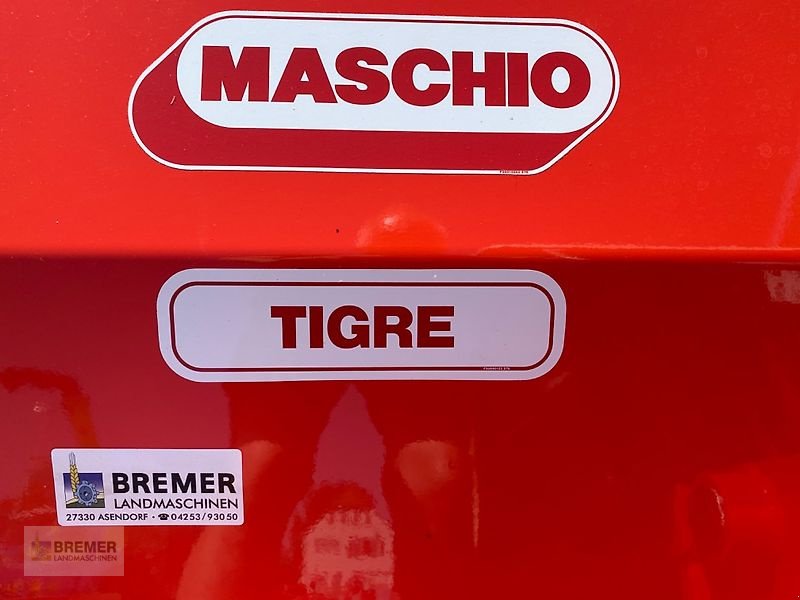 MASCHIO
TIGRE
BREMER
LANDMASCHINEN
27330 ASENDORF · ☎ 04253/93050
BREMER
LANDMASCHINEN